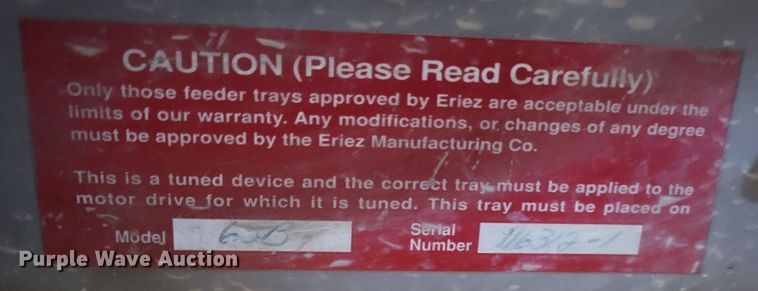 CAUTION (Please Read Carefully)
Only those feeder trays approved by Eriez are acceptable under the
limits of our warranty. Any modifications, or changes of any degree
must be approved by the Eriez Manufacturing Co.
This is a tuned device and the correct tray must be applied to the
motor drive for which it is tuned. This tray must be placed on
Model 65B Serial
Number
Purple Wave Auction